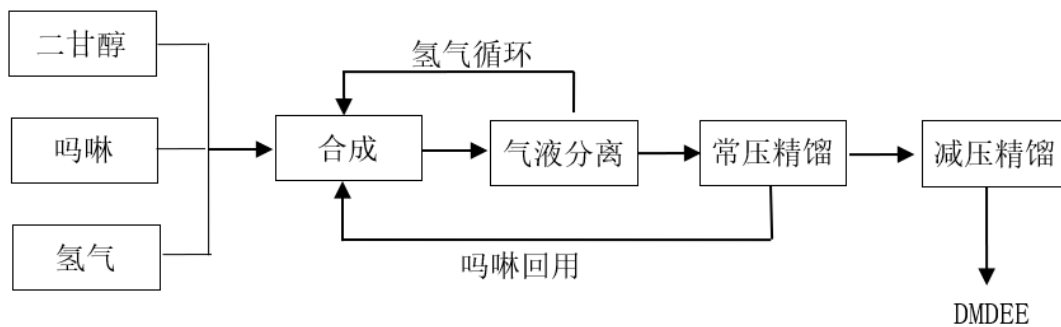 二甘醇
吗啉
氢气
氢气循环
合成
气液分离
常压精馏
减压精馏
吗啉回用
DMDEE